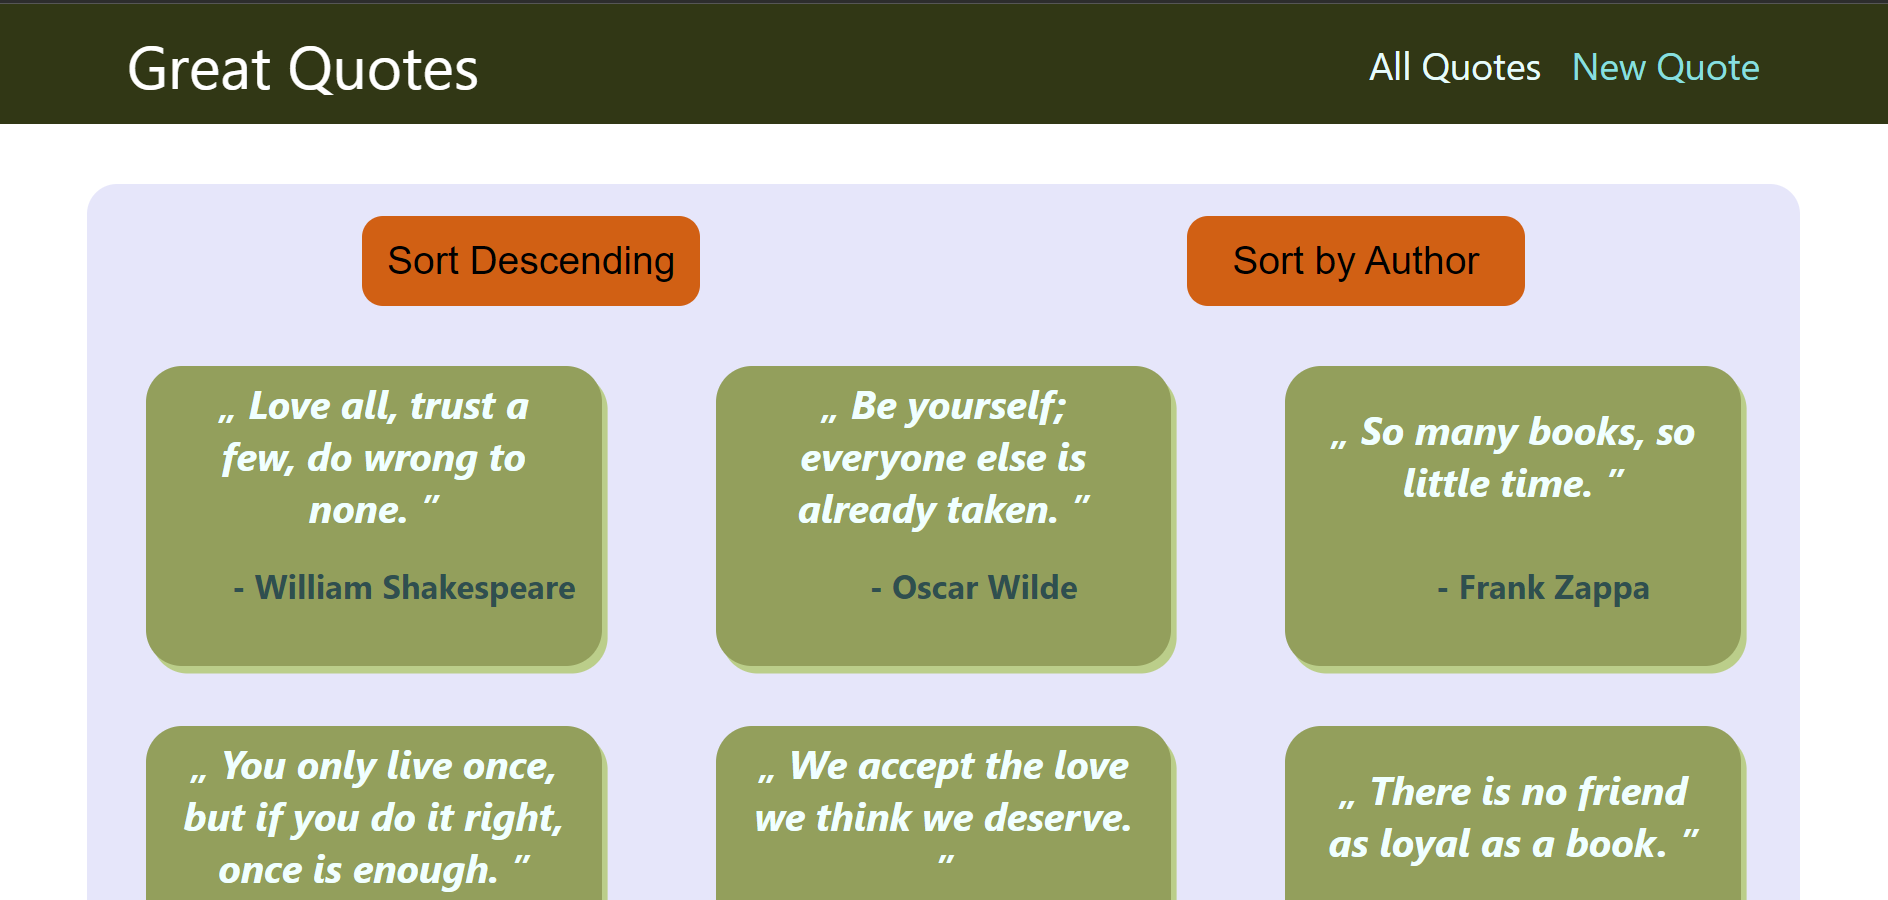 Great Quotes
All Quotes New Quote
Sort Descending
Sort by Author
„ Love all, trust a
few, do wrong to
none. ”
- William Shakespeare
„ Be yourself;
everyone else is
already taken. ”
- Oscar Wilde
„ So many books, so
little time. ”
- Frank Zappa
„ You only live once,
but if you do it right,
once is enough. ”
„ We accept the love
we think we deserve.
”
„ There is no friend
as loyal as a book. ”